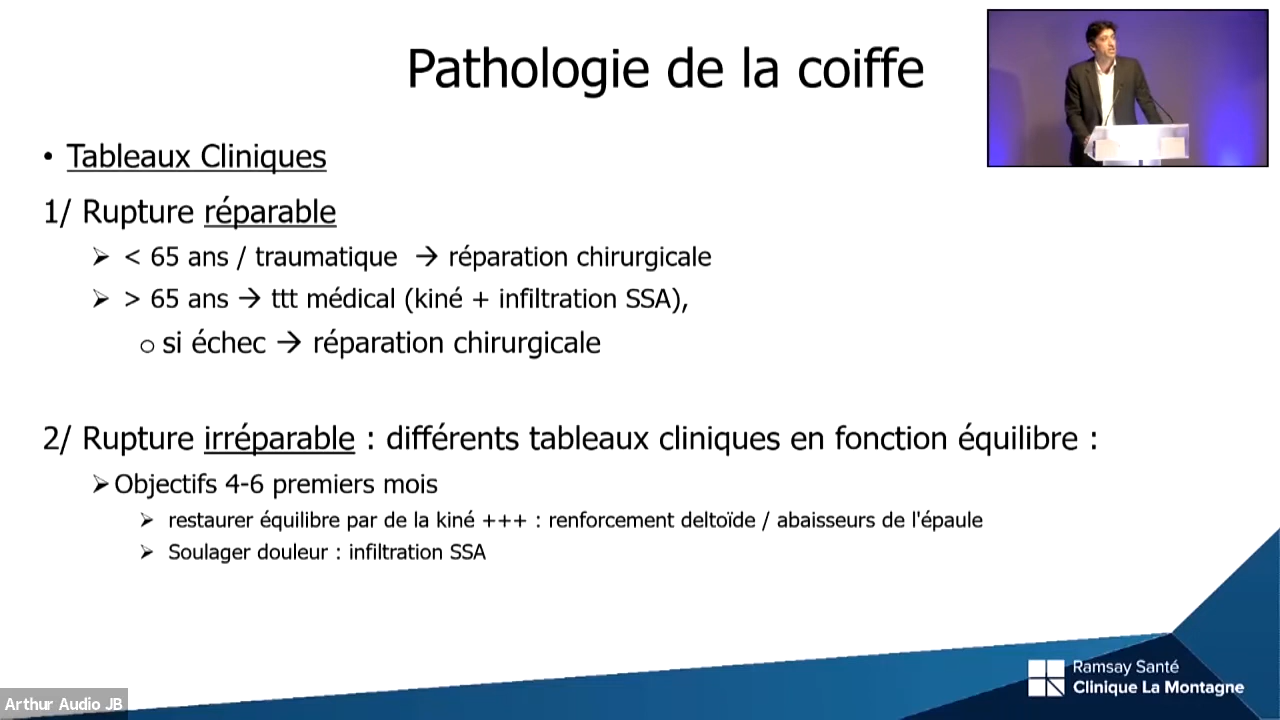 Pathologie de la coiffe
• Tableaux Cliniques
1/ Rupture réparable
➢ < 65 ans / traumatique → réparation chirurgicale
➢ > 65 ans → ttt médical (kiné + infiltration SSA),
o si échec → réparation chirurgicale
2/ Rupture irréparable : différents tableaux cliniques en fonction équilibre :
➢ Objectifs 4-6 premiers mois
➢ restaurer équilibre par de la kiné +++ : renforcement deltoïde / abaisseurs de l'épaule
➢ Soulager douleur : infiltration SSA
Ramsay Santé
Clinique La Montagne
Arthur Audio JB